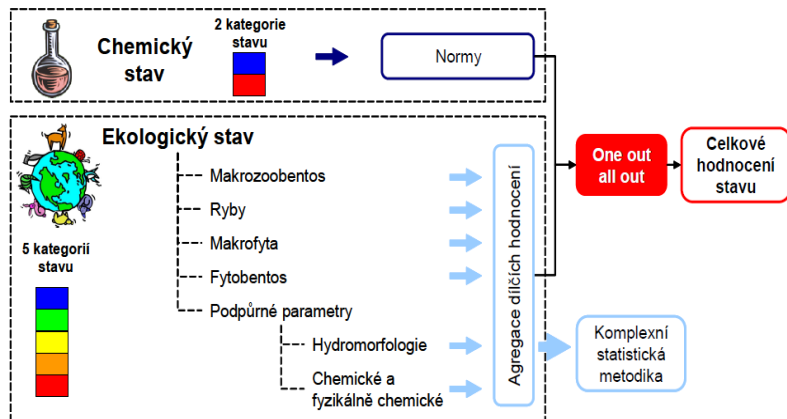 2 kategorie
stavu
Chemický
stav
Normy
Ekologický stav
Makrozoobentos
Ryby
Makrofyta
Fytobentos
Podpůrné parametry
Hydromorfologie
Chemické a
fyzikálně chemické
5 kategorií
stavu
Agregace dílčích hodnocení
One out
all out
Celkové
hodnocení
stavu
Komplexní
statistická
metodika